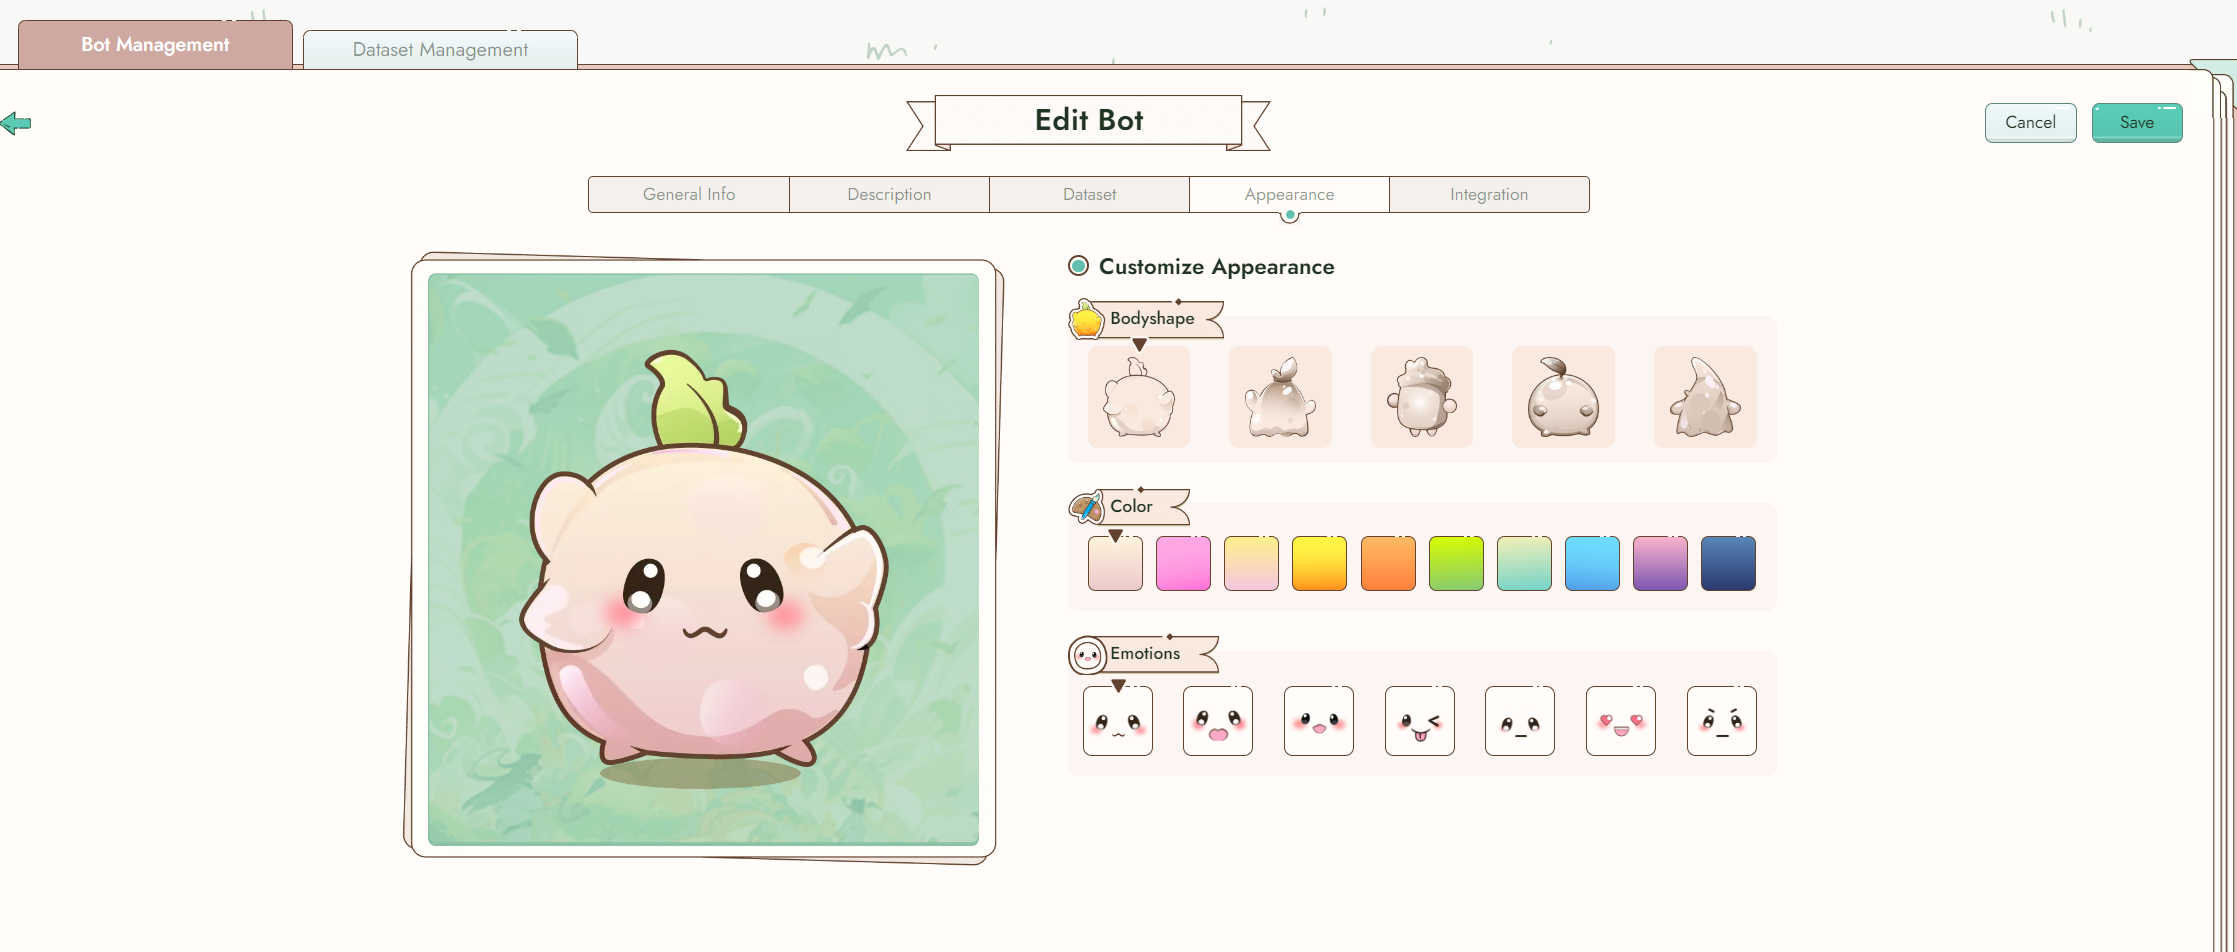 Bot Management
Dataset Management
Edit Bot
Cancel
Save
General Info
Description
Dataset
Appearance
Integration
Customize Appearance
Bodyshape
Color
Emotions